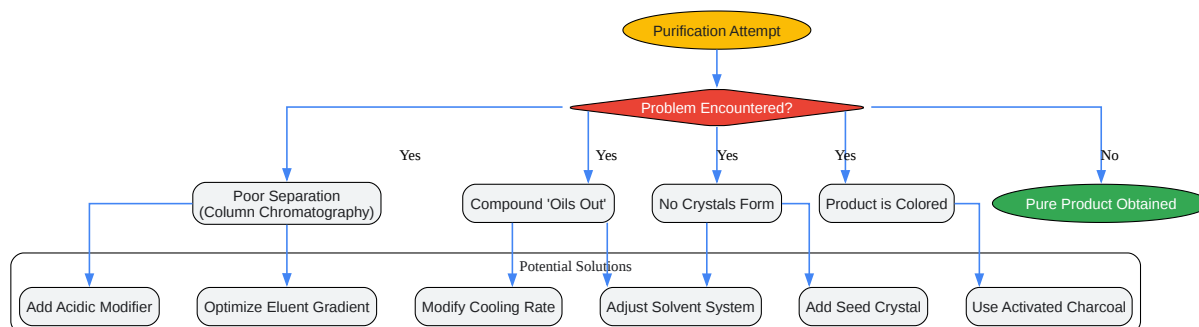 Purification Attempt
Problem Encountered?
Yes
Yes
Yes
Yes
No
Poor Separation
(Column Chromatography)
Compound 'Oils Out'
No Crystals Form
Product is Colored
Pure Product Obtained
Potential Solutions
Add Acidic Modifier
Optimize Eluent Gradient
Modify Cooling Rate
Adjust Solvent System
Add Seed Crystal
Use Activated Charcoal